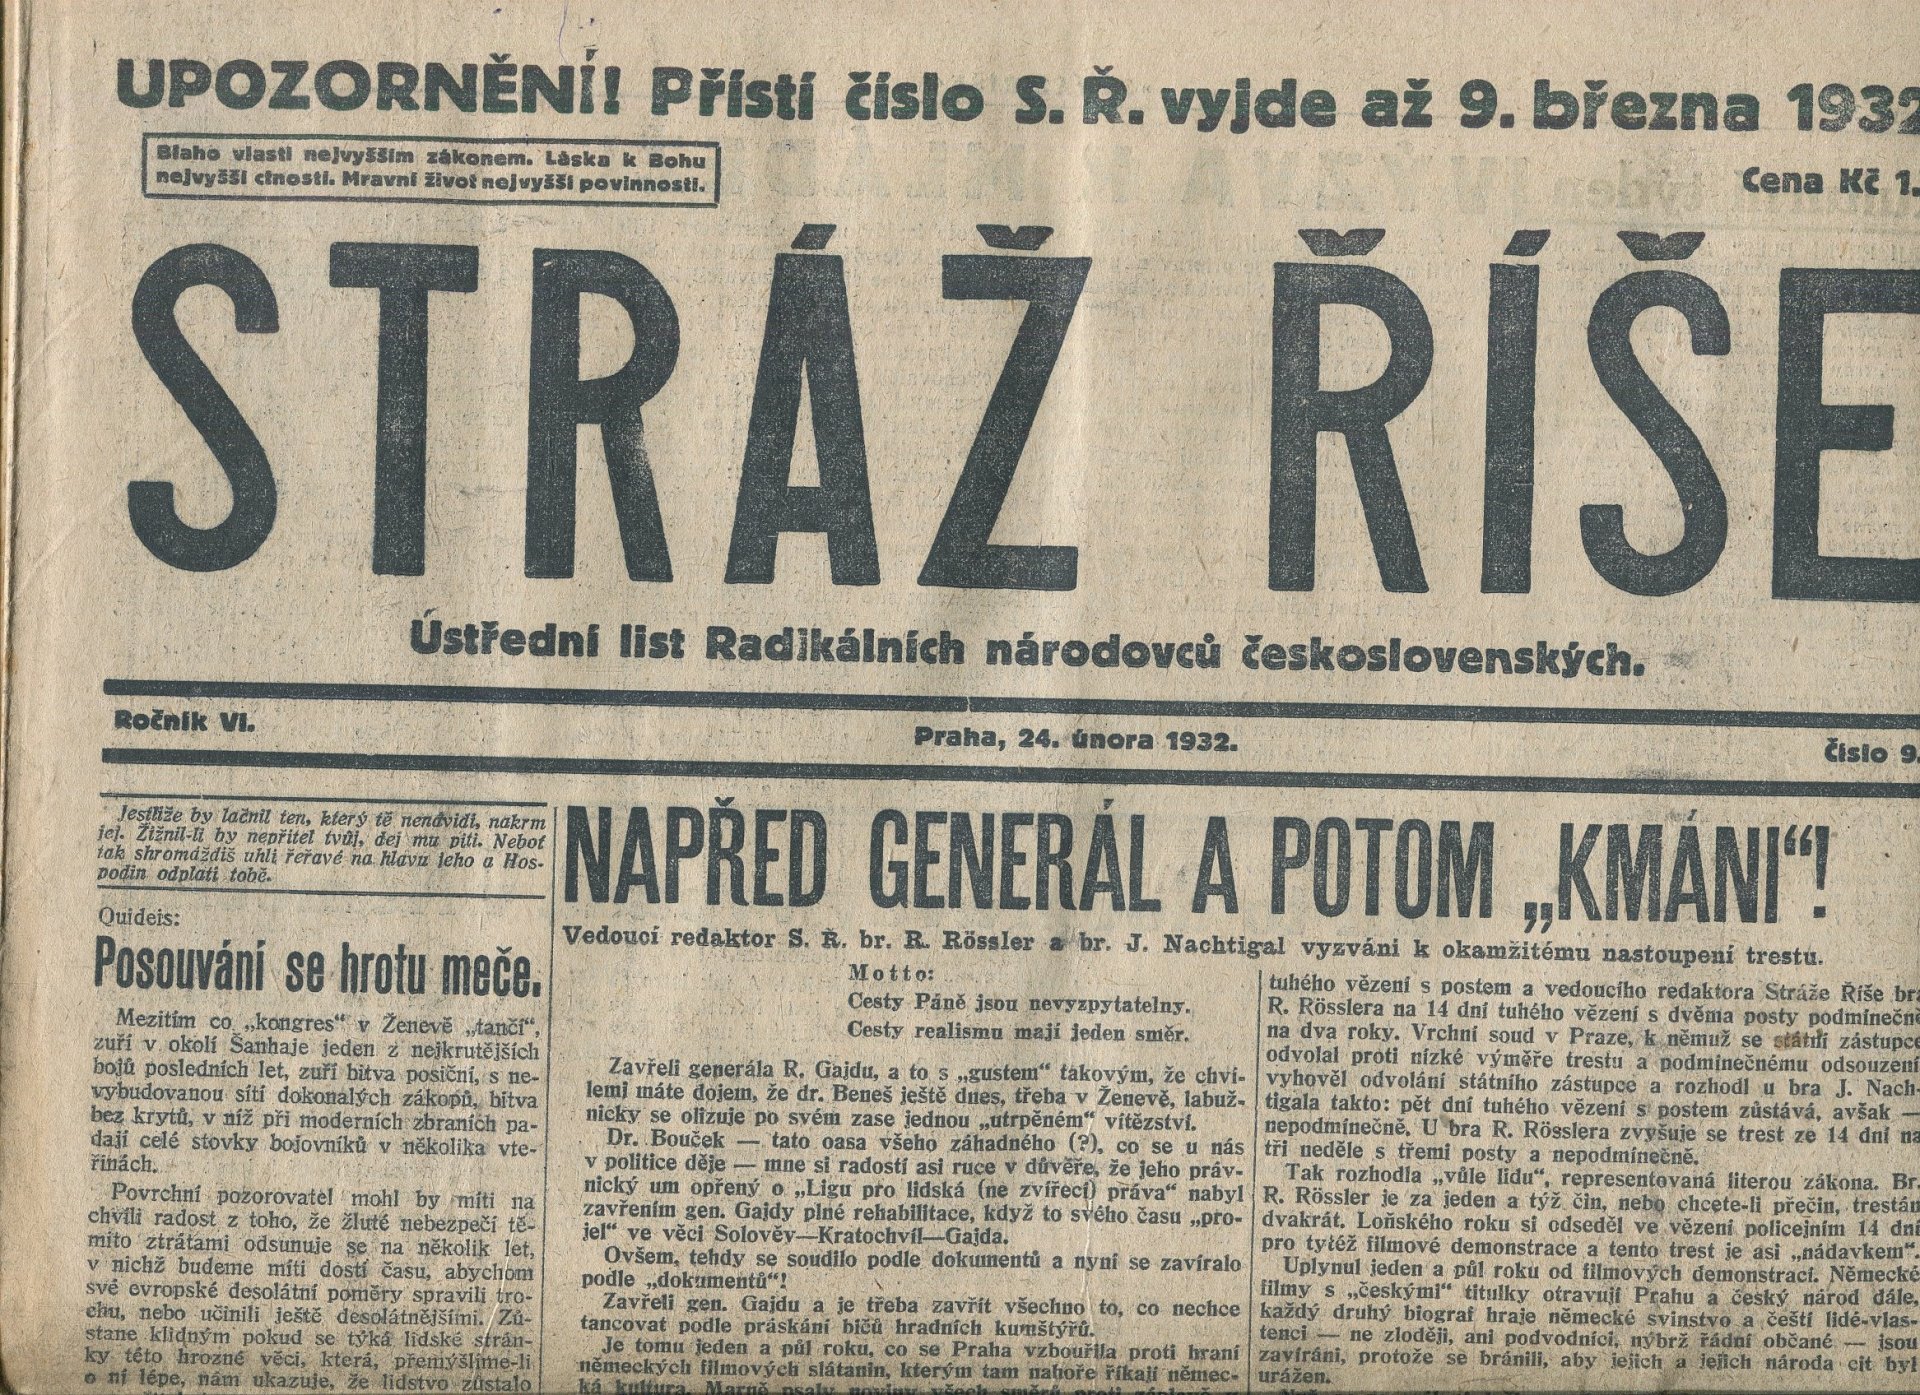 UPOZORNĚNÍ! Příští číslo S. Ř. vyjde až 9. března 1932
Blaho vlasti nejvyšším zákonem. Láska k Bohu
nejvyšší ctností. Mravní život nejvyšší povinností.
Cena Kč 1.
STRÁŽ ŘÍŠE
Ústřední list Radikálních národovců československých.
Ročník VI.
Praha, 24. února 1932.
Číslo 9.
Jestliže by lačnil ten, který tě nenávidí, nakrm
jej. Žíznil-li by nepřítel tvůj, dej mu píti. Neboť
tak shromáždíš uhlí řeřavé na hlavu jeho a Hos-
podin odplatí tobě.
Quideis:
Posouvání se hrotu meče.
Mezitím co „kongres“ v Ženevě „tančí“,
zuří v okolí Šanhaje jeden z nejkrutějších
bojů posledních let, zuří bitva posiční, s ne-
vybudovanou sítí dokonalých zákopů, bitva
bez krytů, v níž při moderních zbraních pa-
dají celé stovky bojovníků v několika vte-
řinách.
Povrchní pozorovatel mohl by míti na
chvíli radost z toho, že žluté nebezpečí tě-
mito ztrátami odsunuje se na několik let,
v nichž budeme míti dosti času, abychom
své evropské desolátní poměry spravili tro-
chu, nebo učinili ještě desolátnějšími. Zů-
stane klidným pokud se týká lidské strán-
ky této hrozné věci, která, přemýšlíme-li
o ní lépe, nám ukazuje, že lidstvo zůstalo
NAPŘED GENERÁL A POTOM „KMÁNI“!
Vedoucí redaktor S. Ř. br. R. Rössler a br. J. Nachtigal vyzváni k okamžitému nastoupení trestu.
Motto:
Cesty Páně jsou nevyzpytatelny.
Cesty realismu mají jeden směr.
Zavřeli generála R. Gajdu, a to s „gustem“ takovým, že chví-
lemi máte dojem, že dr. Beneš ještě dnes, třeba v Ženevě, labuž-
nicky se olizuje po svém zase jednou „utrpěném“ vítězství.
Dr. Bouček — tato oasa všeho záhadného (?), co se u nás
v politice děje — mne si radostí asi ruce v důvěře, že jeho práv-
nický um opřený o „Ligu pro lidská (ne zvířecí) práva“ nabyl
zavřením gen. Gajdy plné rehabilitace, když to svého času „pro-
jel“ ve věci Solověv—Kratochvíl—Gajda.
Ovšem, tehdy se soudilo podle dokumentů a nyní se zavíralo
podle „dokumentů“!
Zavřeli gen. Gajdu a je třeba zavřít všechno to, co nechce
tancovat podle práskání bičů hradních kumštýřů.
Je tomu jeden a půl roku, co se Praha vzbouřila proti hraní
německých filmových slátanin, kterým tam nahoře říkají němec-
ká kultura. Marně psaly noviny všech směrů proti
tuhého vězení s postem a vedoucího redaktora Stráže Říše bra
R. Rösslera na 14 dní tuhého vězení s dvěma posty podmínečně
na dva roky. Vrchní soud v Praze, k němuž se státní zástupce
odvolal proti nízké výměře trestu a podmínečnému odsouzení
vyhověl odvolání státního zástupce a rozhodl u bra J. Nach-
tigala takto: pět dní tuhého vězení s postem zůstává, avšak —
nepodmínečně. U bra R. Rösslera zvyšuje se trest ze 14 dní na
tři neděle s třemi posty a nepodmínečně.
Tak rozhodla „vůle lidu“, representovaná literou zákona. Br.
R. Rössler je za jeden a týž čin, nebo chcete-li přečin, trestán
dvakrát. Loňského roku si odseděl ve vězení policejním 14 dní
pro tytéž filmové demonstrace a tento trest je asi „nádavkem“.
Uplynul jeden a půl roku od filmových demonstrací. Německé
filmy s „českými“ titulky otravují Prahu a český národ dále,
každý druhý biograf hraje německé svinstvo a čeští lidé-vlas-
tenci — ne zloději, ani podvodníci, nýbrž řádní občané — jsou
zavíráni, protože se bránili, aby jejich a jejich národa cit byl
urážen.